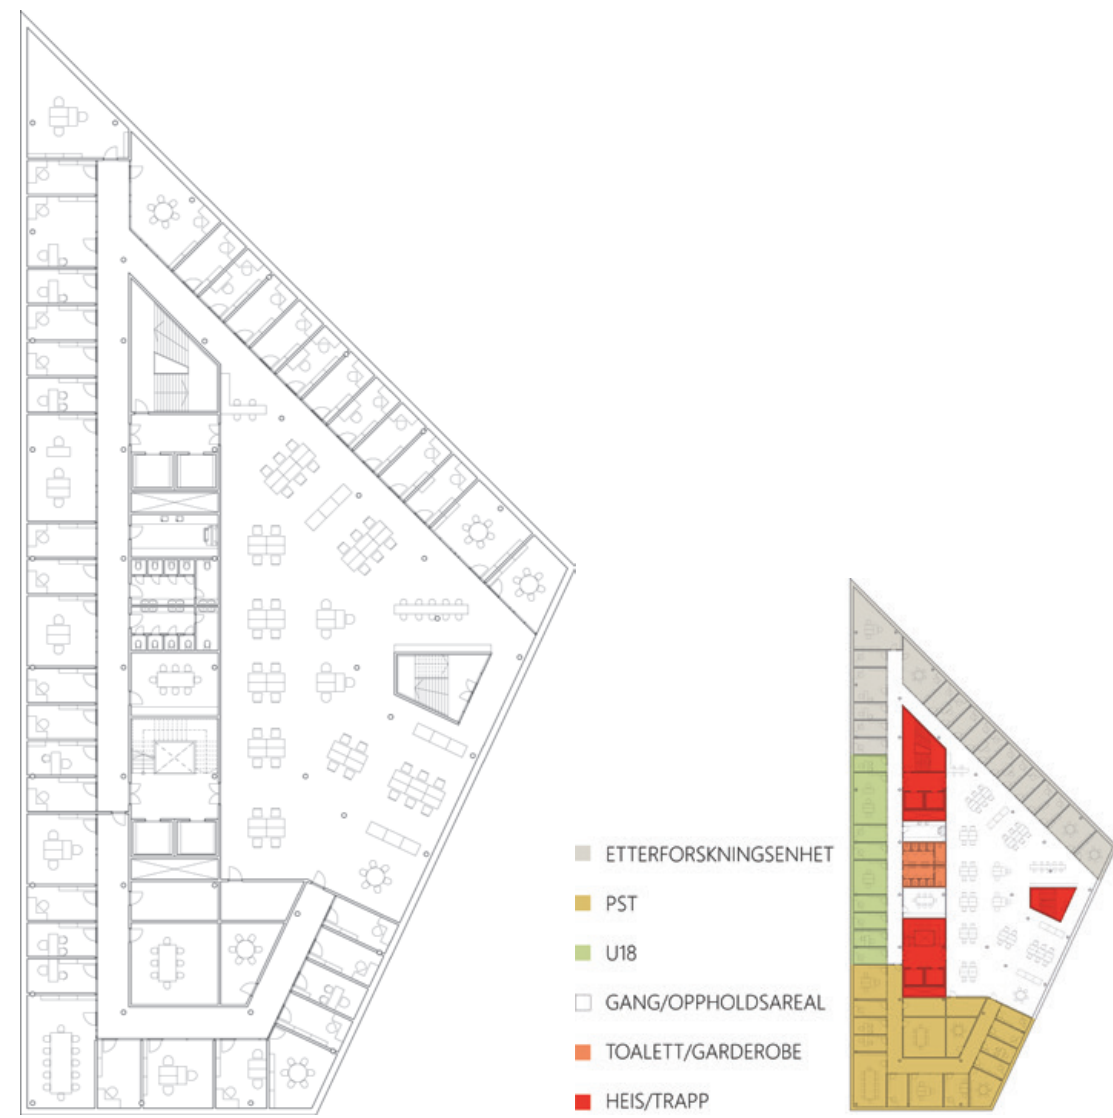 ETTERFORSKNINGSENHET
PST
U18
GANG/OPPHOLDSAREAL
TOALETT/GARDEROBE
HEIS/TRAPP